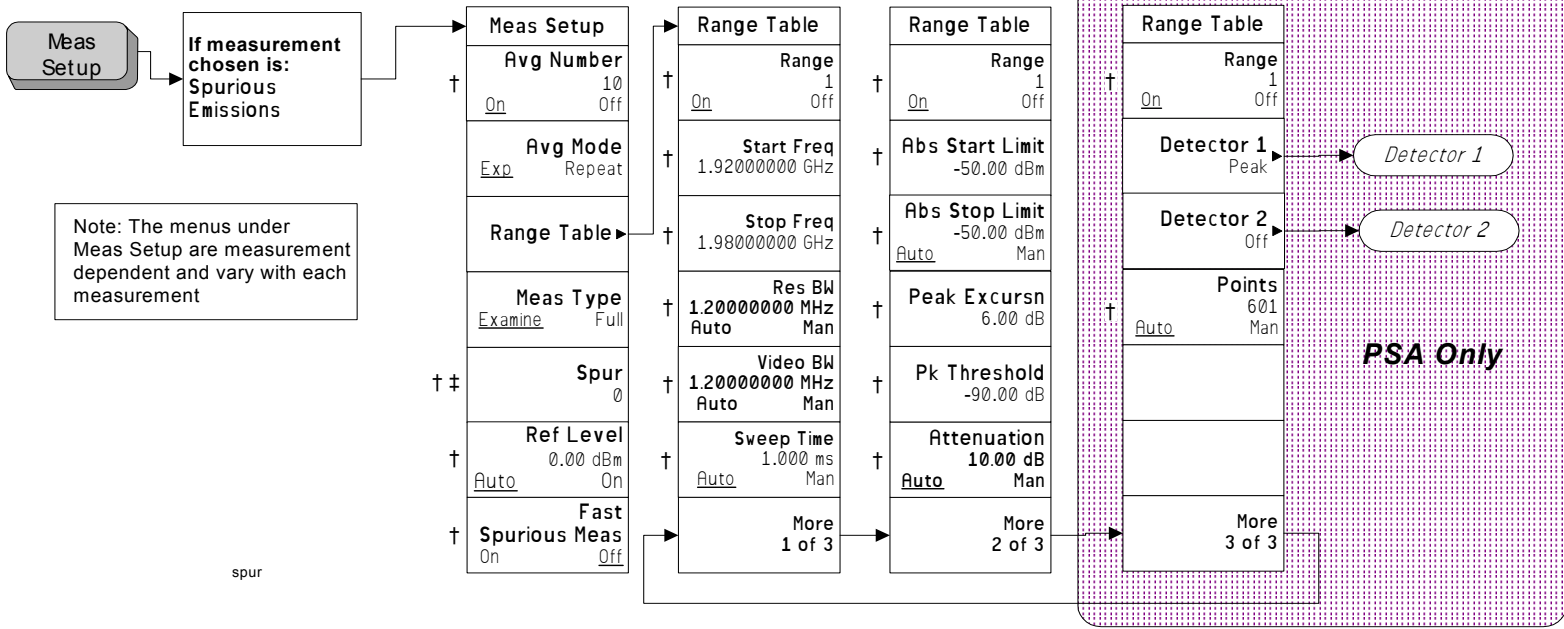 Meas
Setup
If measurement
chosen is:
Spurious
Emissions
Note: The menus under
Meas Setup are measurement
dependent and vary with each
measurement
spur
Meas Setup
†
Avg Number
10
On Off
Avg Mode
Exp Repeat
Range Table
Meas Type
Examine Full
† ‡
Spur
0
†
Ref Level
0.00 dBm
Auto On
†
Fast
Spurious Meas
On Off
Range Table
†
Range
1
On Off
†
Start Freq
1.92000000 GHz
†
Stop Freq
1.98000000 GHz
†
Res BW
1.20000000 MHz
Auto Man
†
Video BW
1.20000000 MHz
Auto Man
†
Sweep Time
1.000 ms
Auto Man
More
1 of 3
Range Table
†
Range
1
On Off
†
Abs Start Limit
-50.00 dBm
†
Abs Stop Limit
-50.00 dBm
Auto Man
†
Peak Excursn
6.00 dB
†
Pk Threshold
-90.00 dB
†
Attenuation
10.00 dB
Auto Man
More
2 of 3
Range Table
†
Range
1
On Off
Detector 1
Peak
Detector 2
Off
†
Points
601
Auto Man
More
3 of 3
Detector 1
Detector 2
PSA Only